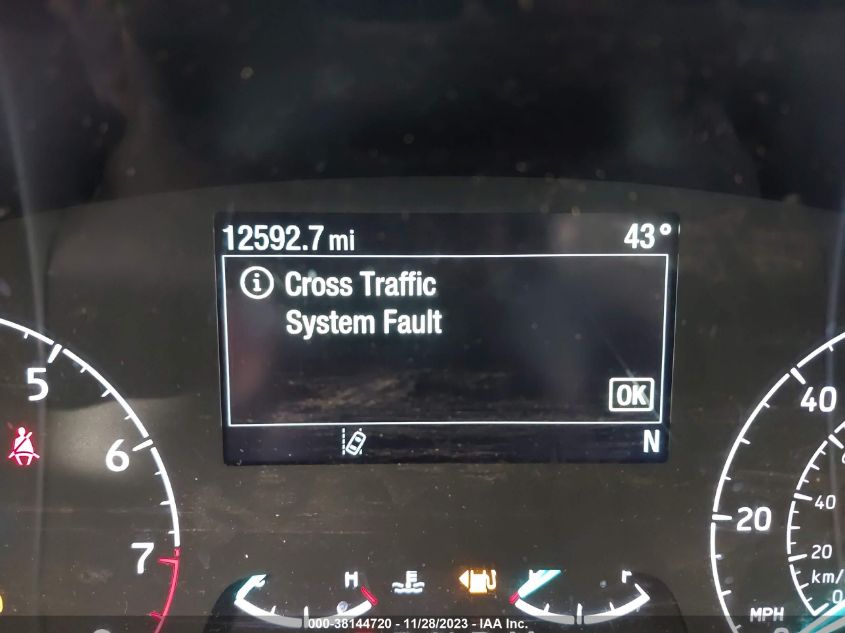 12592.7 mi 43°
Cross Traffic
System Fault
OK
N
5
6
7
H
F
40
20
40
20
km/
0
MPH
000-38144720 - 11/28/2023 - IAA Inc.